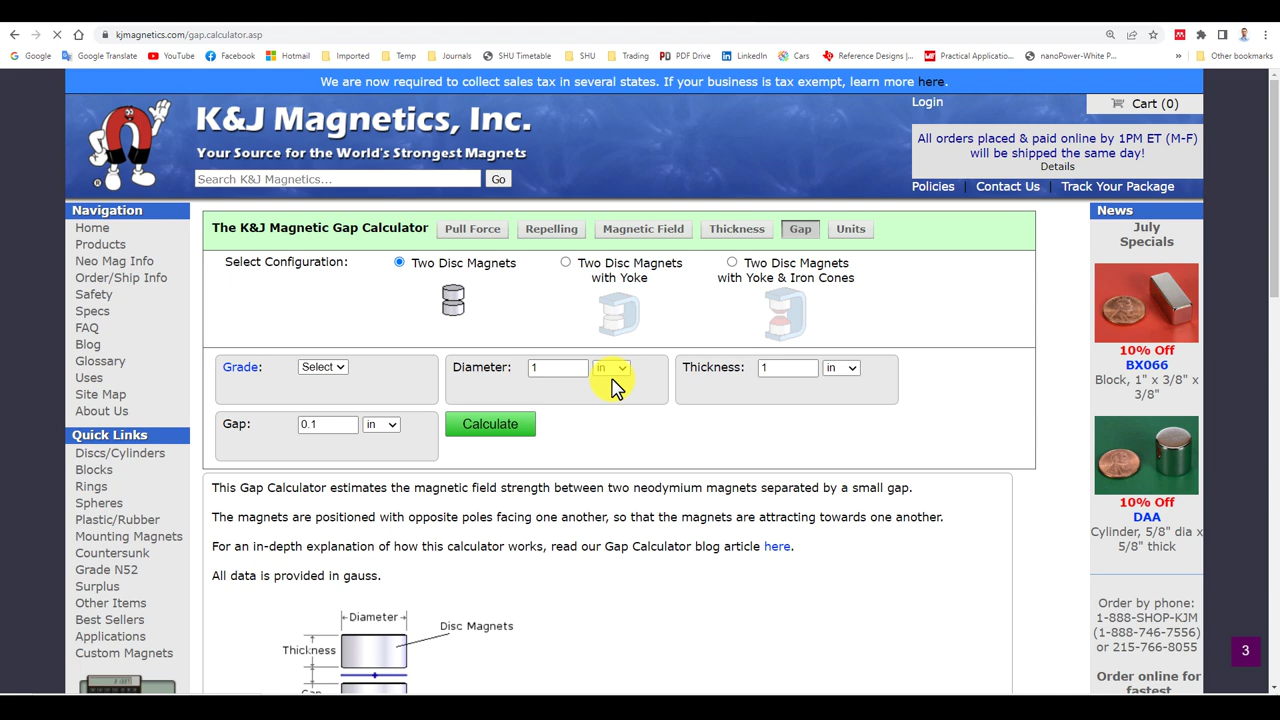 kjmagnetics.com/gap.calculator.asp
Google Google Translate YouTube Facebook Hotmail Imported Temp Journals SHU Timetable SHU Trading PDF Drive LinkedIn Cars Reference Designs |... Practical Application... nanoPower-White P... » Other bookmarks
We are now required to collect sales tax in several states. If your business is tax exempt, learn more here.
K&J Magnetics, Inc.
Your Source for the World's Strongest Magnets
Search K&J Magnetics... Go
Login Cart (0)
All orders placed & paid online by 1PM ET (M-F)
will be shipped the same day!
Details
Policies | Contact Us | Track Your Package
Navigation
Home
Products
Neo Mag Info
Order/Ship Info
Safety
Specs
FAQ
Blog
Glossary
Uses
Site Map
About Us
Quick Links
Discs/Cylinders
Blocks
Rings
Spheres
Plastic/Rubber
Mounting Magnets
Countersunk
Grade N52
Surplus
Other Items
Best Sellers
Applications
Custom Magnets
The K&J Magnetic Gap Calculator Pull Force Repelling Magnetic Field Thickness Gap Units
Select Configuration: Two Disc Magnets Two Disc Magnets Two Disc Magnets
with Yoke with Yoke & Iron Cones
Grade: Select Diameter: 1 in Thickness: 1 in
Gap: 0.1 in Calculate
This Gap Calculator estimates the magnetic field strength between two neodymium magnets separated by a small gap.
The magnets are positioned with opposite poles facing one another, so that the magnets are attracting towards one another.
For an in-depth explanation of how this calculator works, read our Gap Calculator blog article here.
All data is provided in gauss.
Diameter
Disc Magnets
Thickness
Gap
News
July
Specials
10% Off
BX066
Block, 1" x 3/8" x
3/8"
10% Off
DAA
Cylinder, 5/8" dia x
5/8" thick
Order by phone:
1-888-SHOP-KJM
(1-888-746-7556)
or 215-766-8055
Order online for
fastest
3